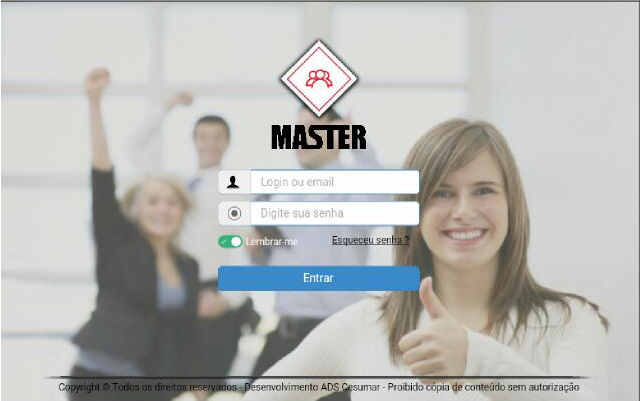 MASTER
Login ou email
Digite sua senha
Lembrar-me Esqueceu senha ?
Entrar
Copyright © Todos os direitos reservados - Desenvolvimento ADS Cesumar - Proibido cópia de conteúdo sem autorização